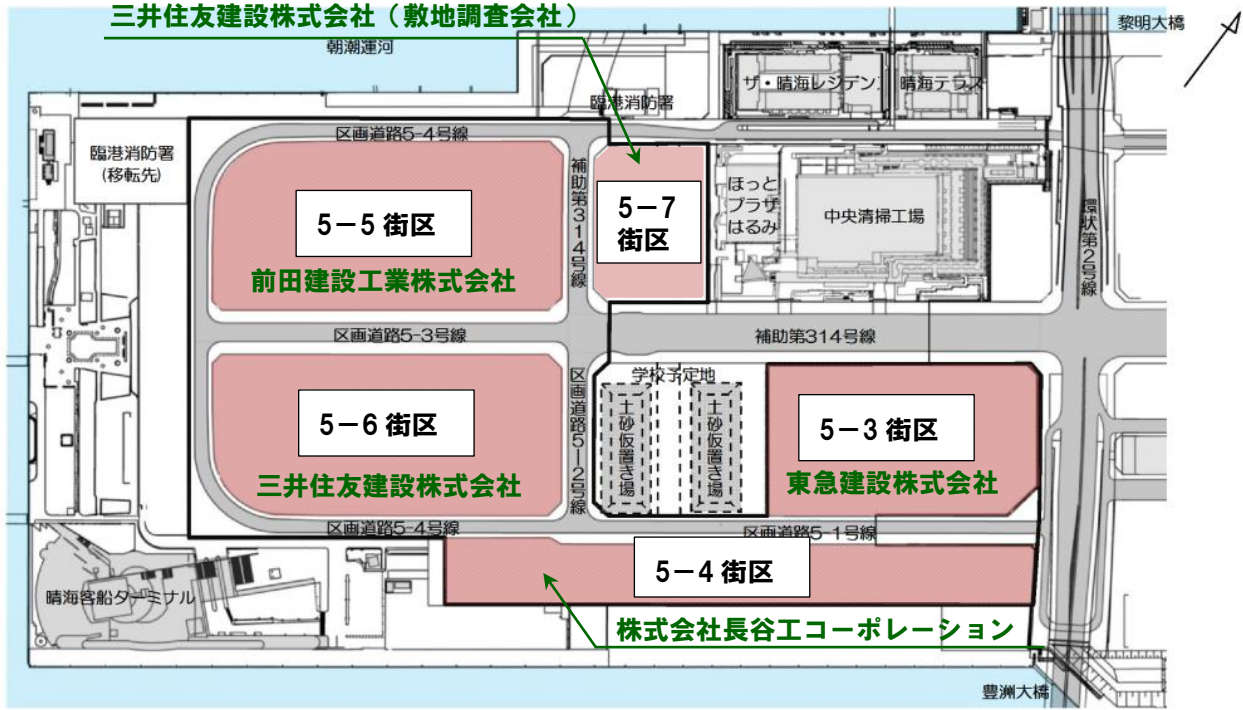 三井住友建設株式会社（敷地調査会社）
黎明大橋
朝潮運河
ザ・晴海レジデンス
晴海テラス
臨港消防署
区画道路5-4号線
臨港消防署
(移転先)
補助第314号線
5－7
街区
ほっと
プラザ
はるみ
中央清掃工場
環状第2号線
5－5 街区
前田建設工業株式会社
区画道路5-3号線
補助第314号線
学校予定地
区画道路5-2号線
土砂仮置き場
土砂仮置き場
5－6 街区
三井住友建設株式会社
5－3 街区
東急建設株式会社
区画道路5-4号線
区画道路5-1号線
5－4 街区
晴海客船ターミナル
株式会社長谷工コーポレーション
豊洲大橋